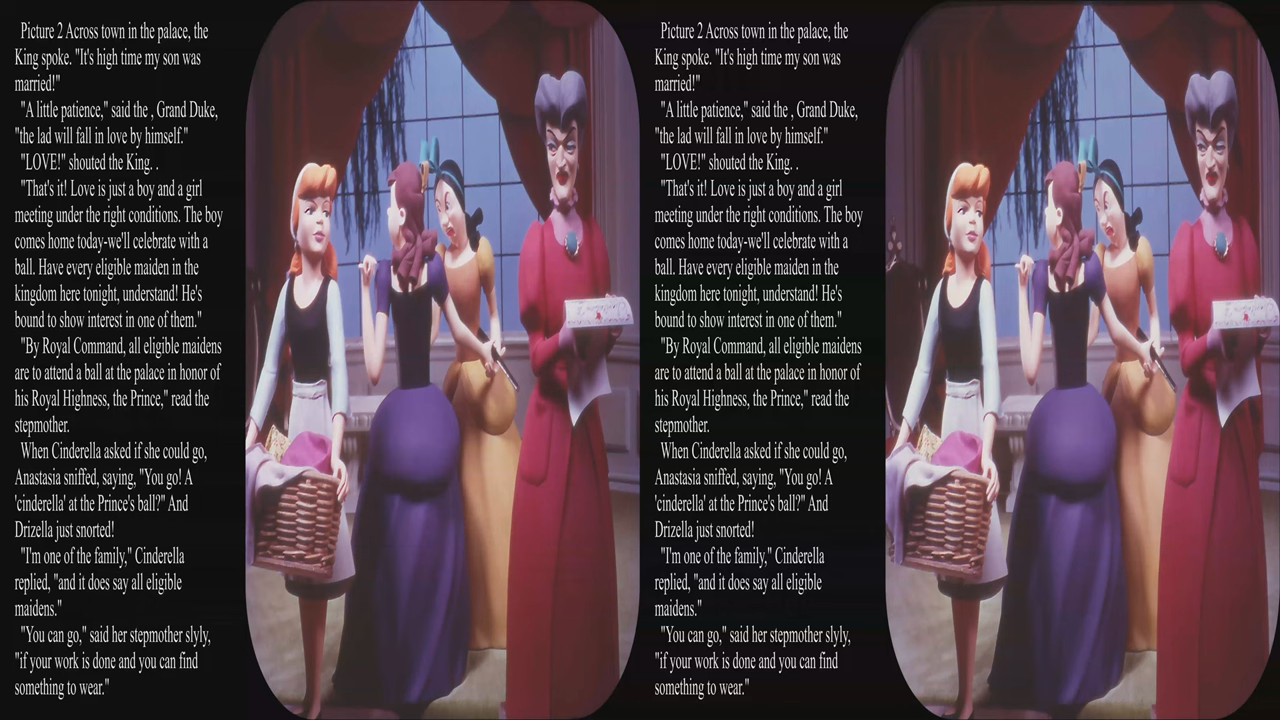 Picture 2 Across town in the palace, the
King spoke. "It's high time my son was
married!"
"A little patience," said the , Grand Duke,
"the lad will fall in love by himself."
"LOVE!" shouted the King. .
"That's it! Love is just a boy and a girl
meeting under the right conditions. The boy
comes home today-we'll celebrate with a
ball. Have every eligible maiden in the
kingdom here tonight, understand! He's
bound to show interest in one of them."
"By Royal Command, all eligible maidens
are to attend a ball at the palace in honor of
his Royal Highness, the Prince," read the
stepmother.
When Cinderella asked if she could go,
Anastasia sniffed, saying, "You go! A
'cinderella' at the Prince's ball?" And
Drizella just snorted!
"I'm one of the family," Cinderella
replied, "and it does say all eligible
maidens."
"You can go," said her stepmother slyly,
"if your work is done and you can find
something to wear."
Picture 2 Across town in the palace, the
King spoke. "It's high time my son was
married!"
"A little patience," said the , Grand Duke,
"the lad will fall in love by himself."
"LOVE!" shouted the King. .
"That's it! Love is just a boy and a girl
meeting under the right conditions. The boy
comes home today-we'll celebrate with a
ball. Have every eligible maiden in the
kingdom here tonight, understand! He's
bound to show interest in one of them."
"By Royal Command, all eligible maidens
are to attend a ball at the palace in honor of
his Royal Highness, the Prince," read the
stepmother.
When Cinderella asked if she could go,
Anastasia sniffed, saying, "You go! A
'cinderella' at the Prince's ball?" And
Drizella just snorted!
"I'm one of the family," Cinderella
replied, "and it does say all eligible
maidens."
"You can go," said her stepmother slyly,
"if your work is done and you can find
something to wear."